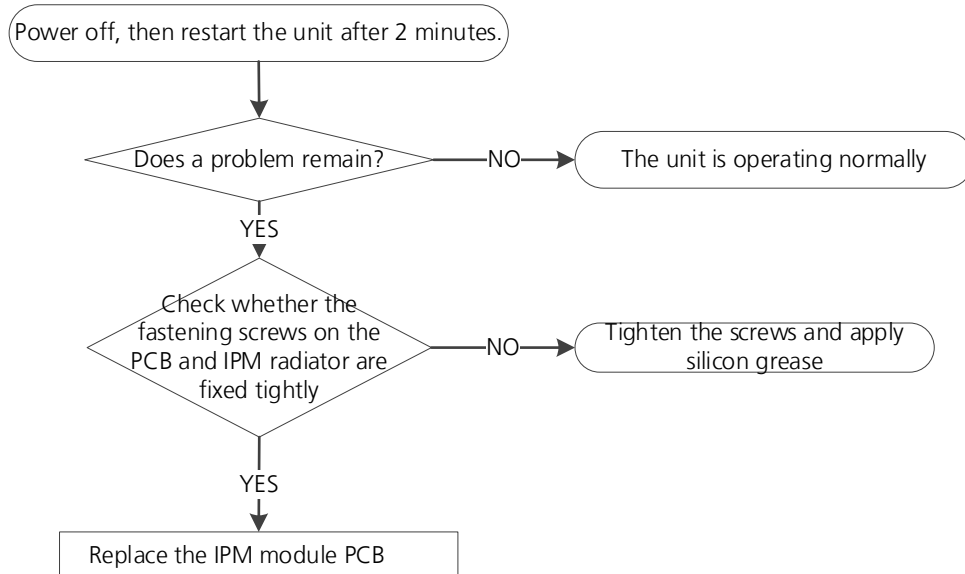 Power off, then restart the unit after 2 minutes.
Does a problem remain?
NO
The unit is operating normally
YES
Check whether the
fastening screws on the
PCB and IPM radiator are
fixed tightly
NO
Tighten the screws and apply
silicon grease
YES
Replace the IPM module PCB